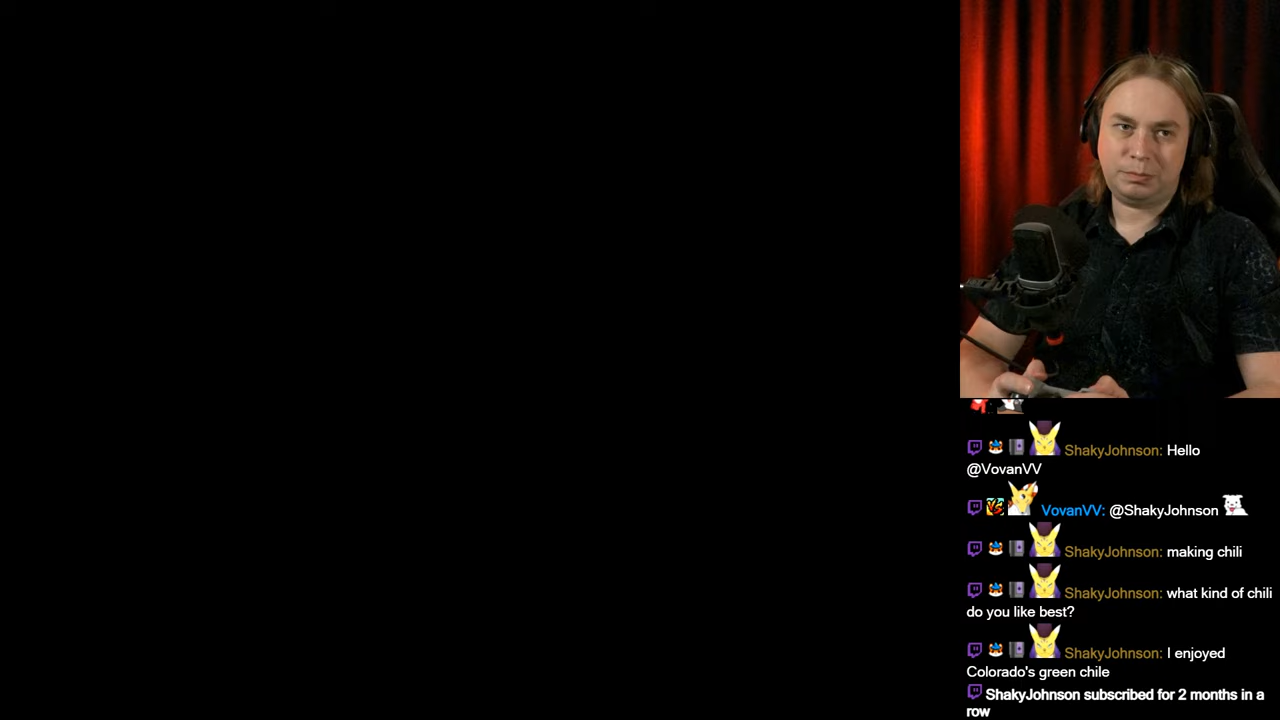 ShakyJohnson: Hello
@VovanVV
VovanVV: @ShakyJohnson
ShakyJohnson: making chili
ShakyJohnson: what kind of chili
do you like best?
ShakyJohnson: I enjoyed
Colorado's green chile
ShakyJohnson subscribed for 2 months in a
row